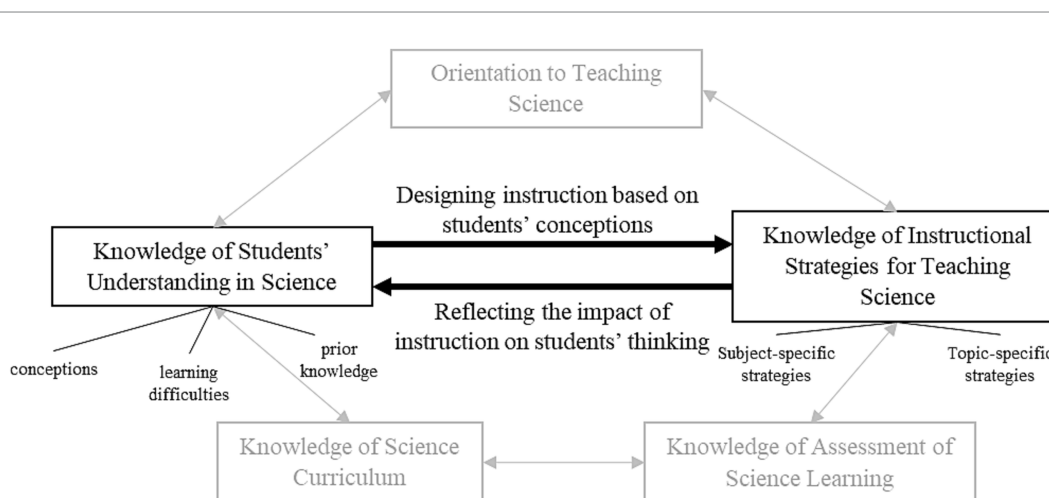 Orientation to Teaching
Science
Designing instruction based on
students’ conceptions
Knowledge of Students’
Understanding in Science
Knowledge of Instructional
Strategies for Teaching
Science
Reflecting the impact of
instruction on students’ thinking
conceptions
learning
difficulties
prior
knowledge
Subject-specific
strategies
Topic-specific
strategies
Knowledge of Science
Curriculum
Knowledge of Assessment of
Science Learning